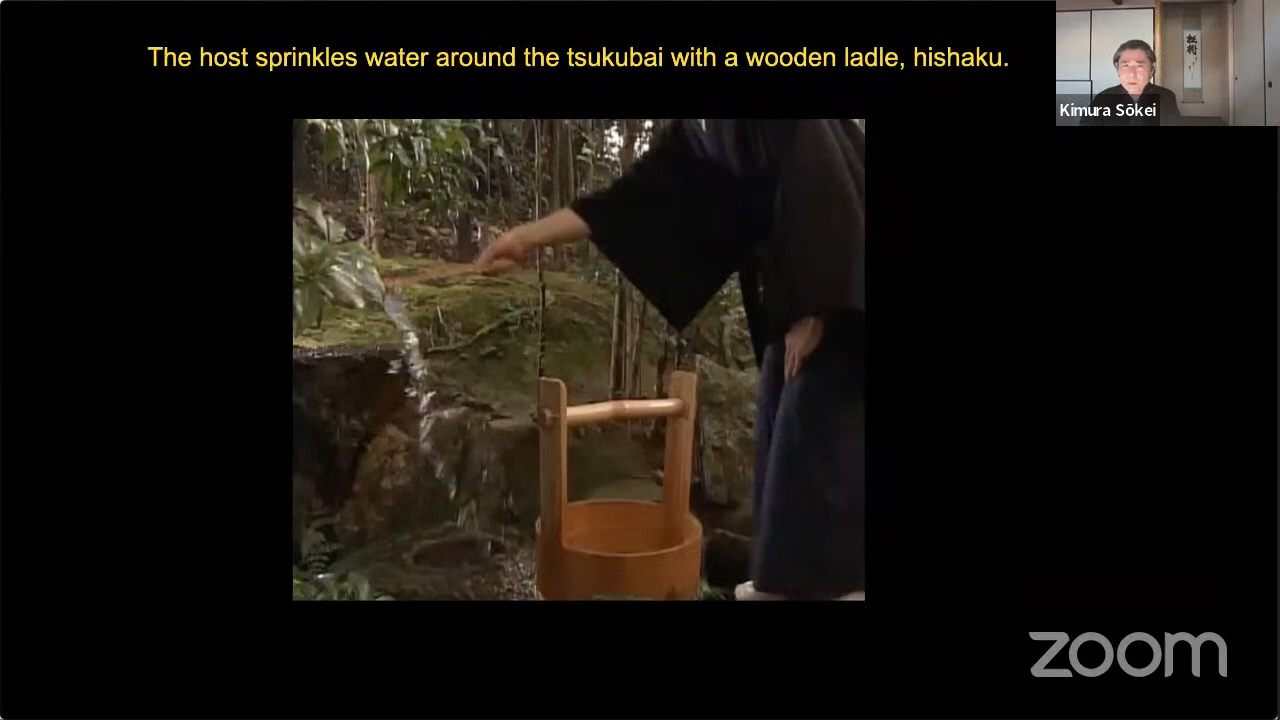 The host sprinkles water around the tsukubai with a wooden ladle, hishaku.
Kimura Sōkei
zoom